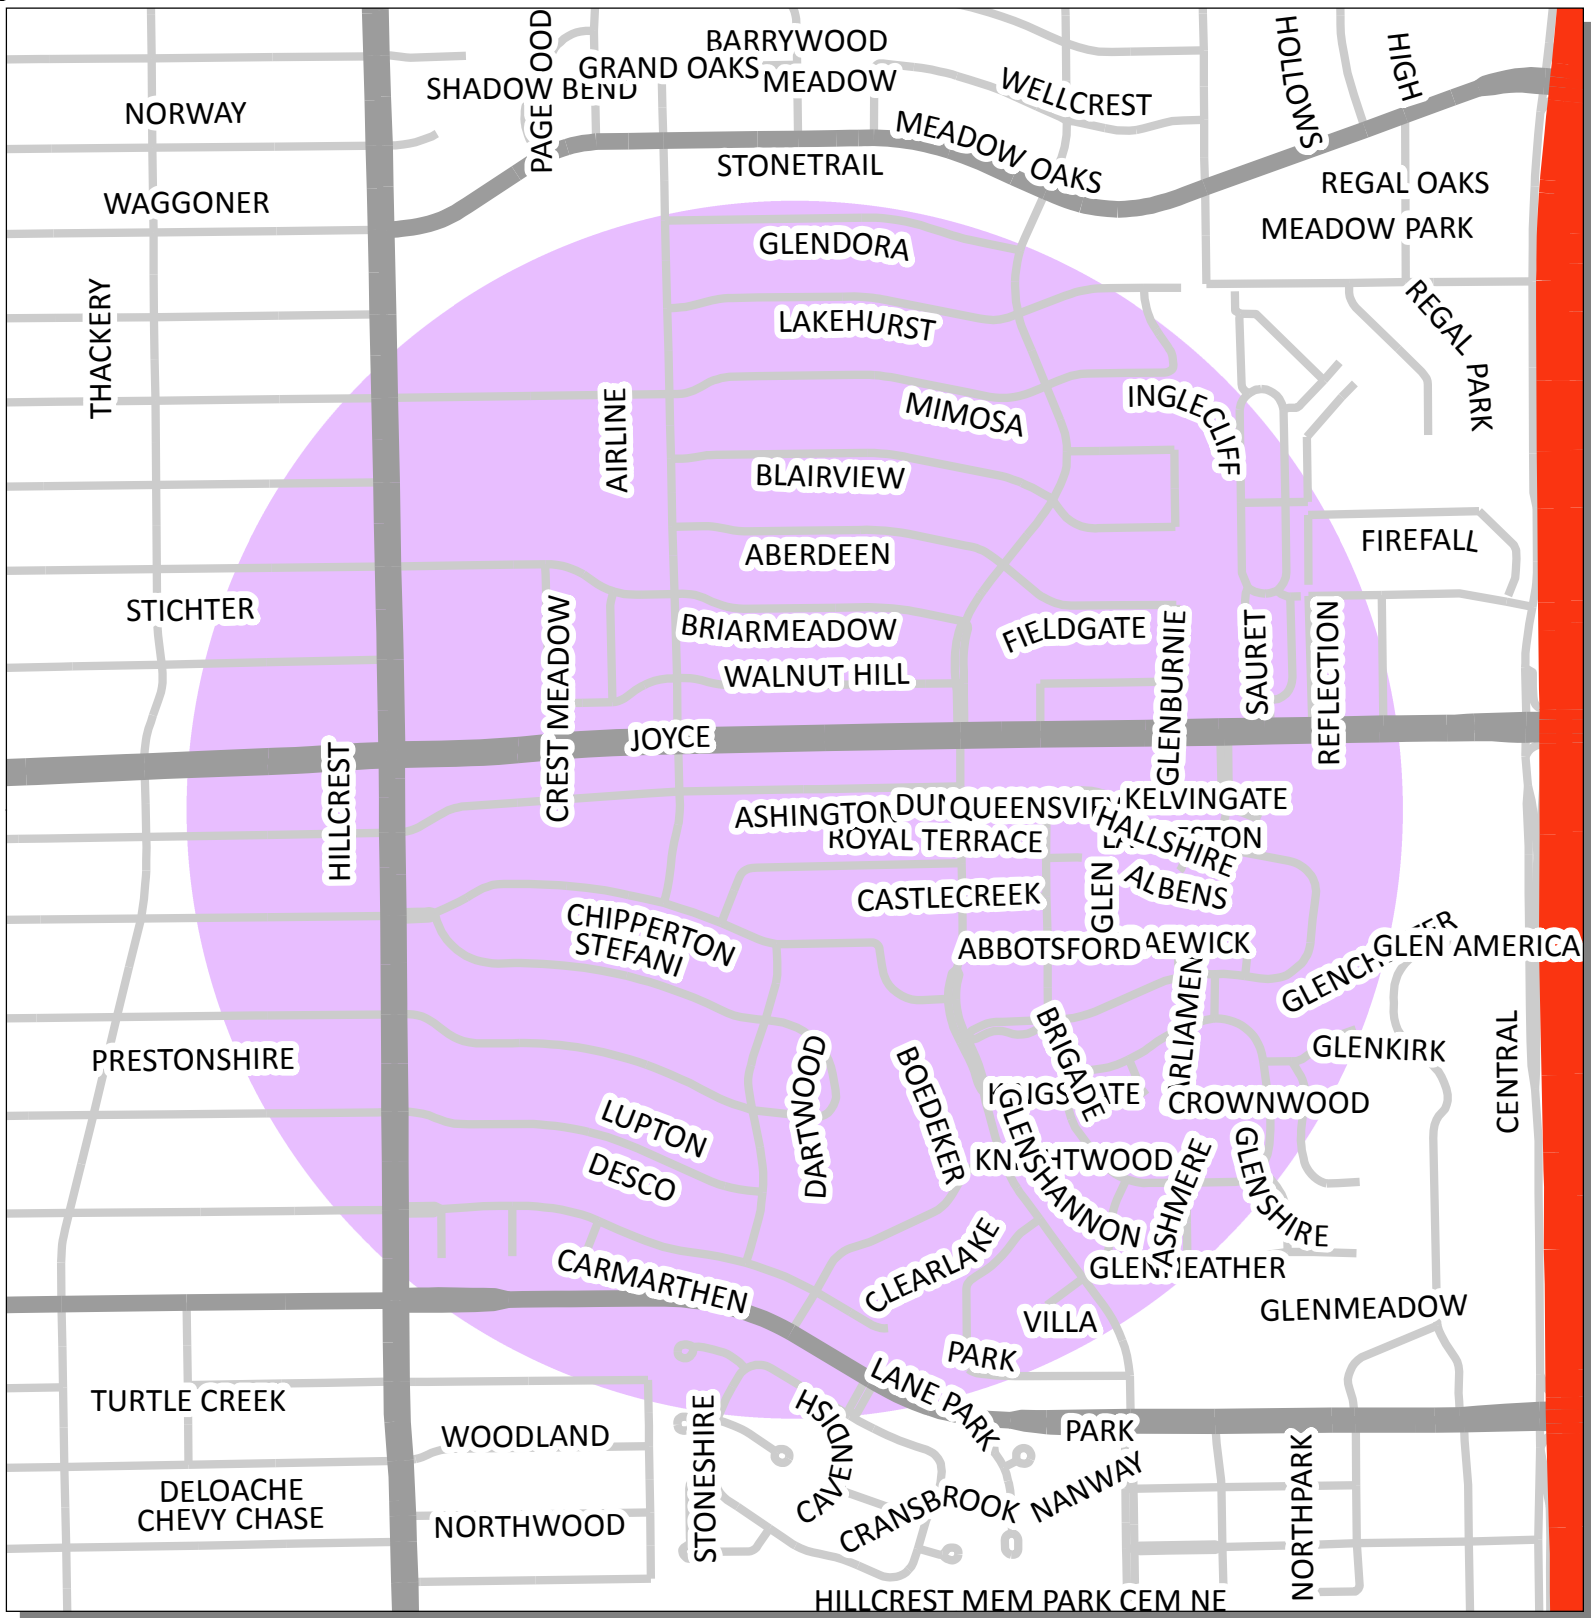 BARRYWOOD
GRAND OAKS
SHADOW BEND
MEADOW
WELLCREST
HOLLOWS
HIGH
NORWAY
MEADOW OAKS
STONETRAIL
WAGGONER
REGAL OAKS
MEADOW PARK
GLENDORA
THACKERY
LAKEHURST
REGAL PARK
AIRLINE
MIMOSA
INGLECLIFF
BLAIRVIEW
FIREFALL
ABERDEEN
STICHTER
CREST MEADOW
BRIARMEADOW
FIELDGATE
GLENBURNIE
SAURET
REFLECTION
WALNUT HILL
JOYCE
HILLCREST
ASHINGTON
KELVINGATE
ROYAL TERRACE
HALLSHIRE
CASTLECREEK
GLEN
ALBENS
CHIPPERTON
STEFANI
ABBOTSFORD
GLEN AMERICA
PRESTONSHIRE
DARTWOOD
BOEDEKER
BRIGADE
GLENKIRK
CENTRAL
CROWNWOOD
LUPTON
DESCO
GLENSHANNON
GLENSHIRE
CARMARTHEN
CLEARLAKE
GLENMEADOW
VILLA
PARK
LANE PARK
TURTLE CREEK
WOODLAND
STONESHIRE
CAVENDISH
PARK
NANWAY
NORTHPARK
DELOACHE
CHEVY CHASE
NORTHWOOD
CRANSBROOK
HILLCREST MEM PARK CEM NE